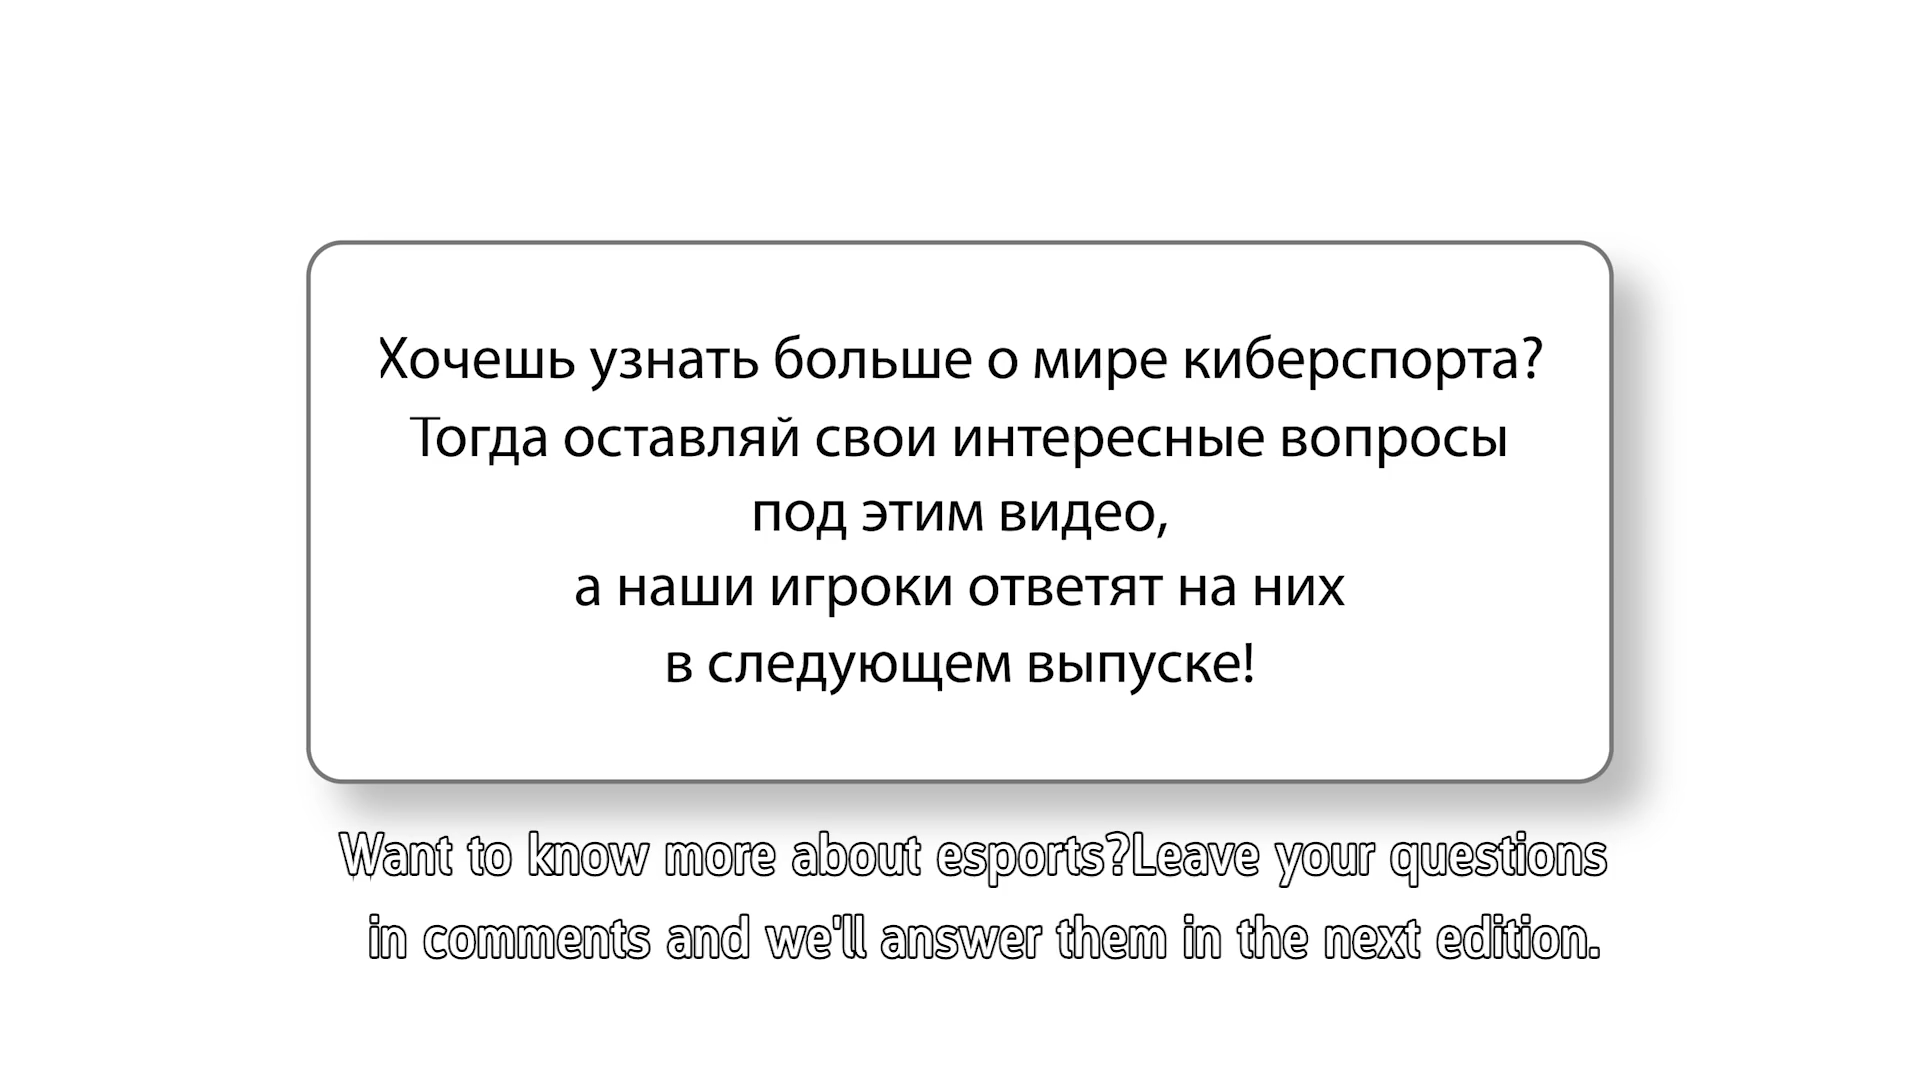 Хочешь узнать больше о мире киберспорта?
Тогда оставляй свои интересные вопросы
под этим видео,
а наши игроки ответят на них
в следующем выпуске!
Want to know more about esports?Leave your questions
in comments and we'll answer them in the next edition.